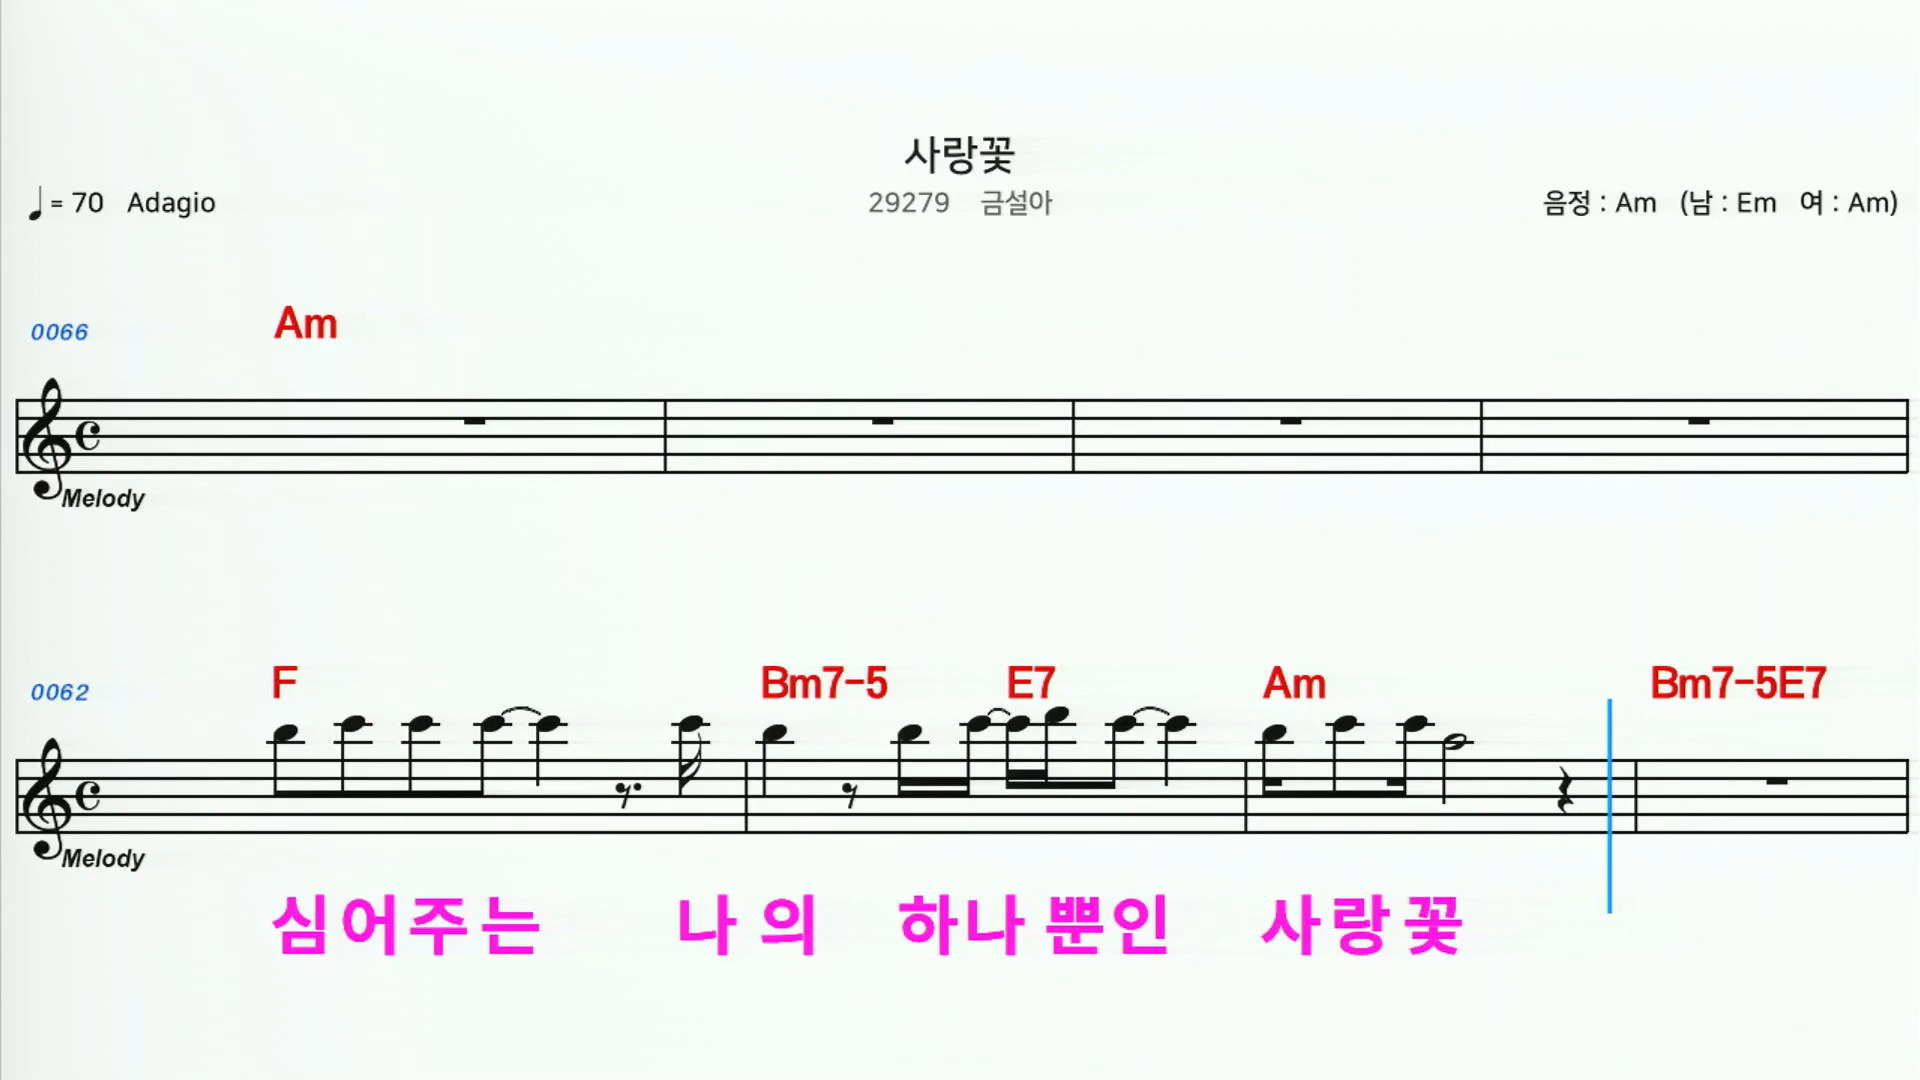 사랑꽃
♩ = 70 Adagio
29279 금설아
음정 : Am (남 : Em 여 : Am)
0066
Am
Melody
0062
F Bm7-5 E7 Am Bm7-5E7
Melody
심어주는 나의 하나뿐인 사랑꽃